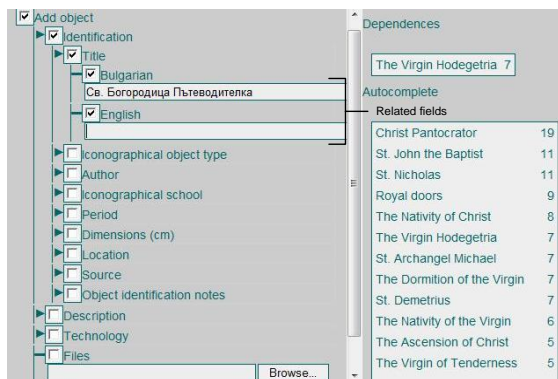 Add object
Identification
Title
Bulgarian
Св. Богородица Пътеводителка
English
Iconographical object type
Author
Iconographical school
Period
Dimensions (cm)
Location
Source
Object identification notes
Description
Technology
Files
Browse...
Dependences
The Virgin Hodegetria 7
Autocomplete
Related fields
Christ Pantocrator 19
St. John the Baptist 11
St. Nicholas 11
Royal doors 9
The Nativity of Christ 8
The Virgin Hodegetria 7
St. Archangel Michael 7
The Dormition of the Virgin 7
St. Demetrius 7
The Nativity of the Virgin 6
The Ascension of Christ 5
The Virgin of Tenderness 5